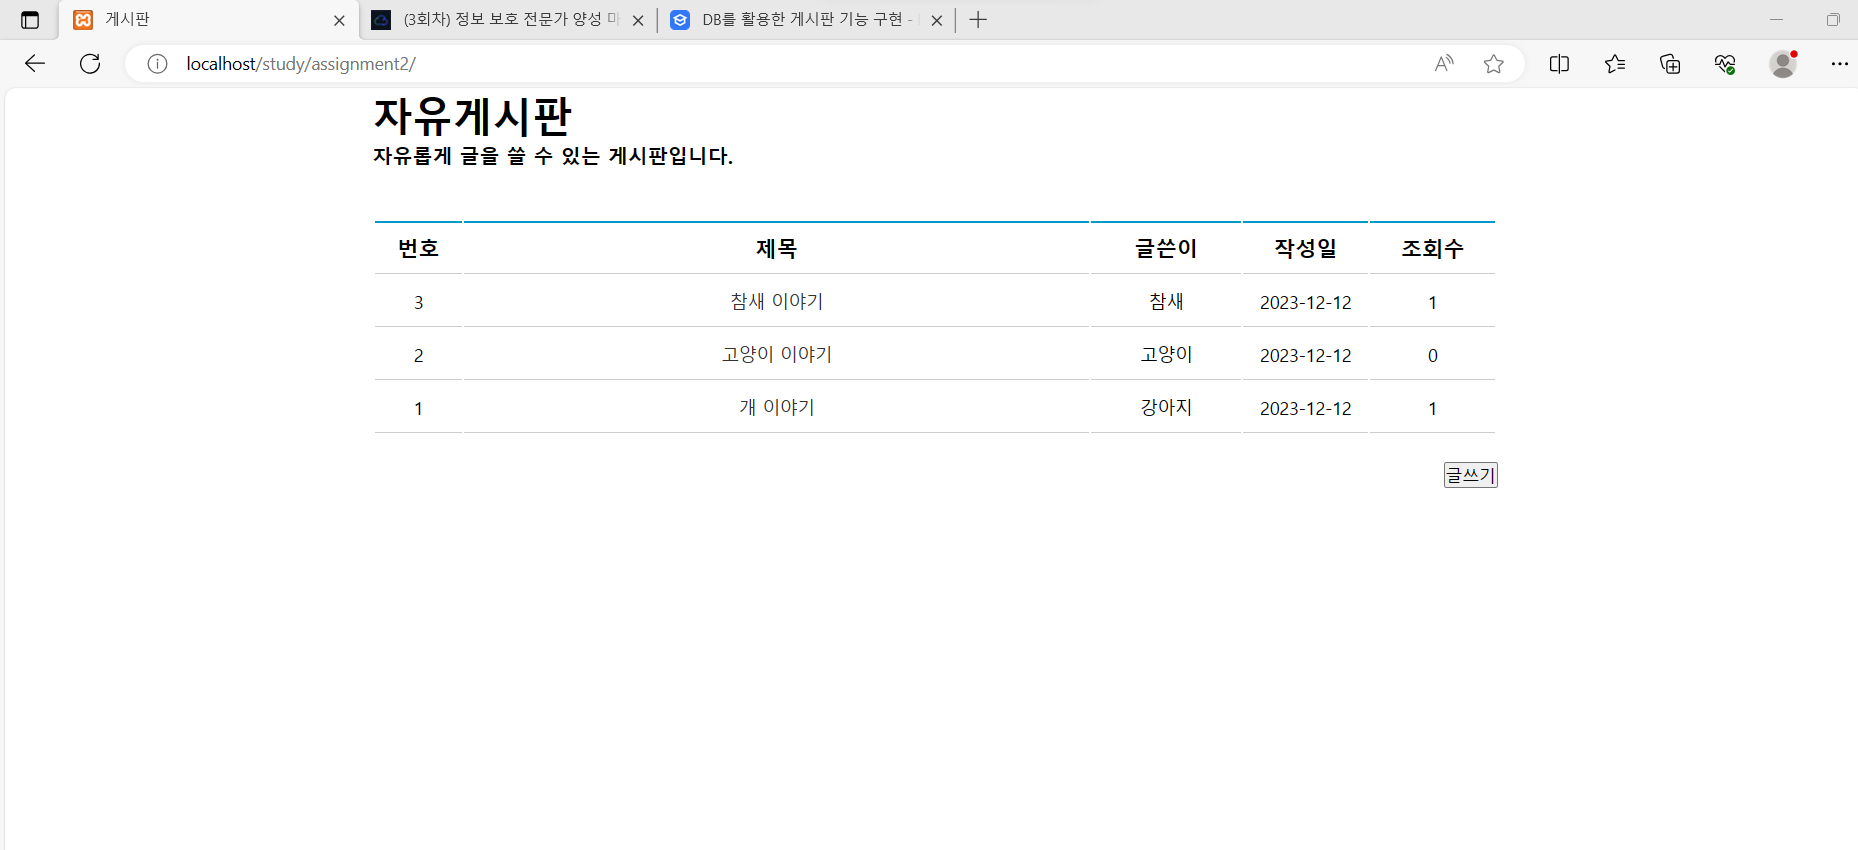 게시판
(3회차) 정보 보호 전문가 양성
DB를 활용한 게시판 기능 구현 -
localhost/study/assignment2/
자유게시판
자유롭게 글을 쓸 수 있는 게시판입니다.
번호 제목 글쓴이 작성일 조회수
3 참새 이야기 참새 2023-12-12 1
2 고양이 이야기 고양이 2023-12-12 0
1 개 이야기 강아지 2023-12-12 1
글쓰기